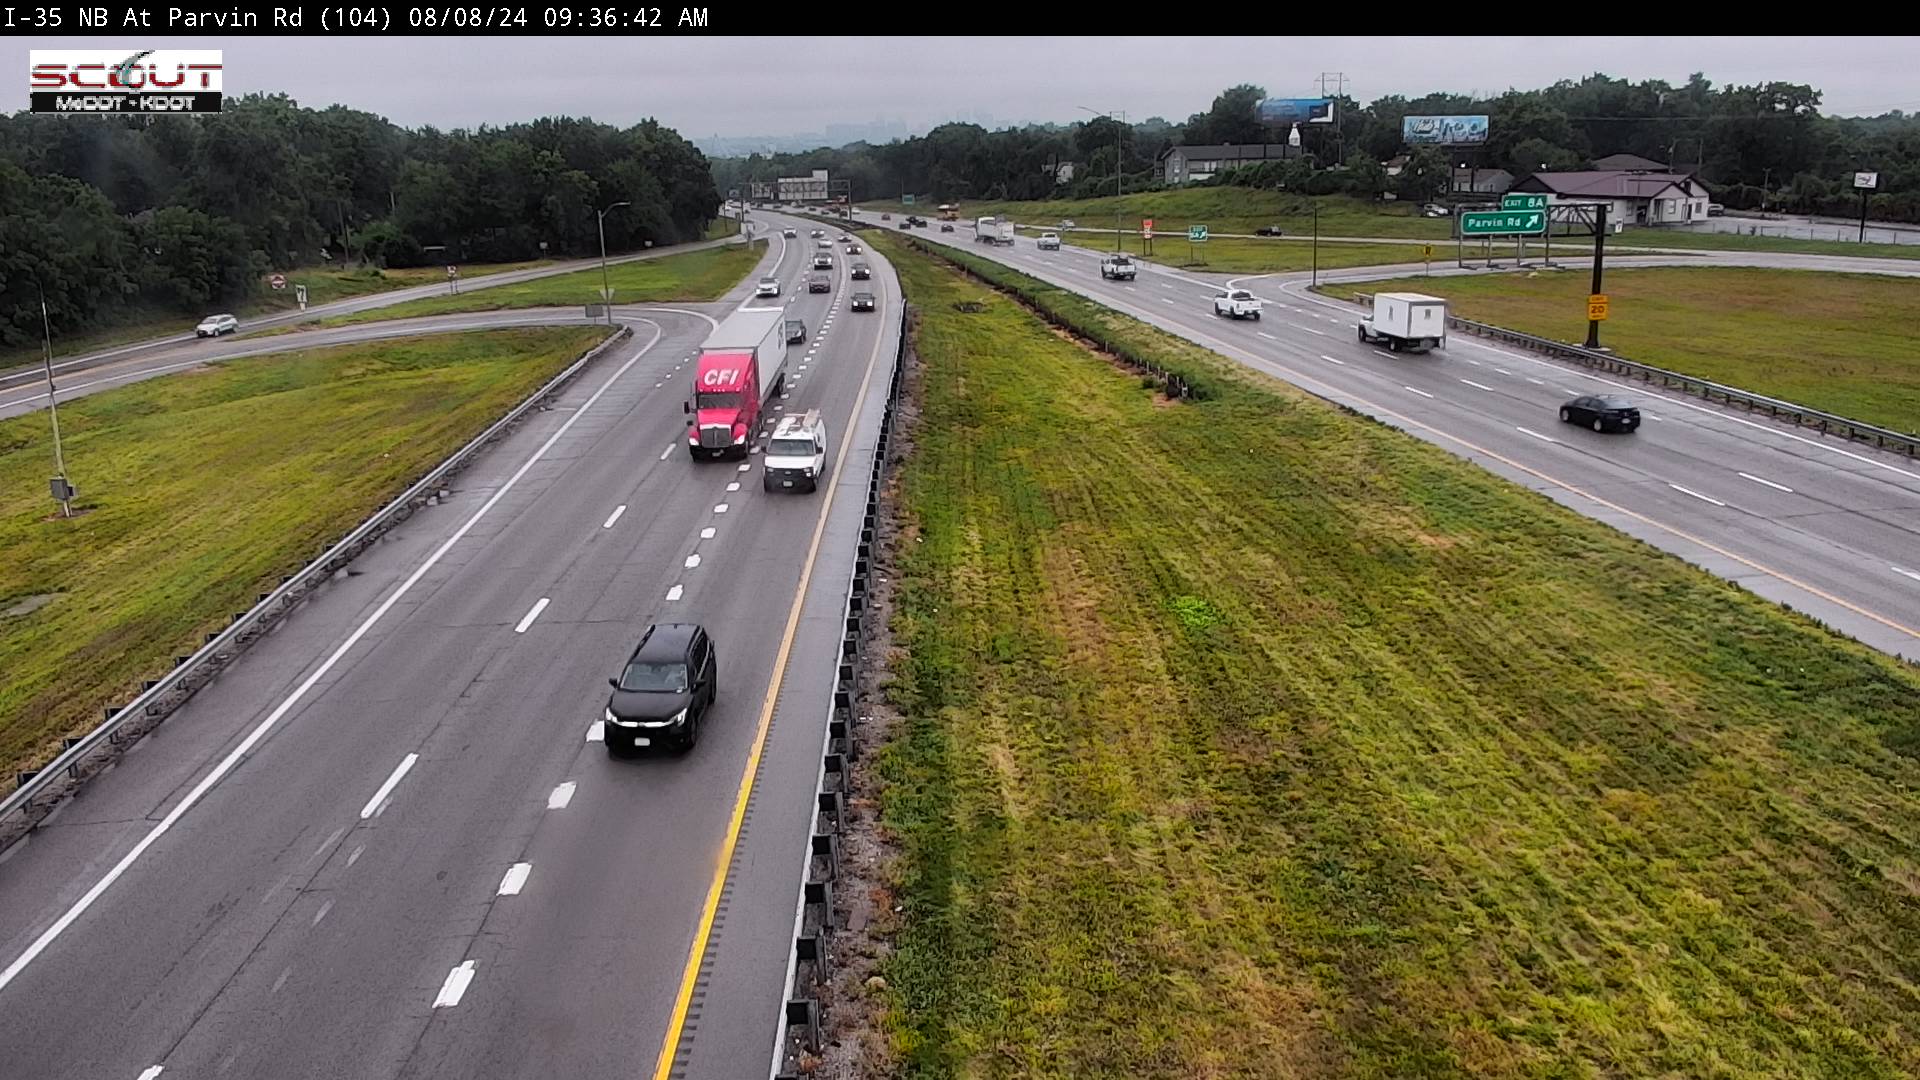 I-35 NB At Parvin Rd (104) 08/08/24 09:36:42 AM
SCOUT
MoDOT - KDOT
EXIT 8A
Parvin Rd
20
CFI